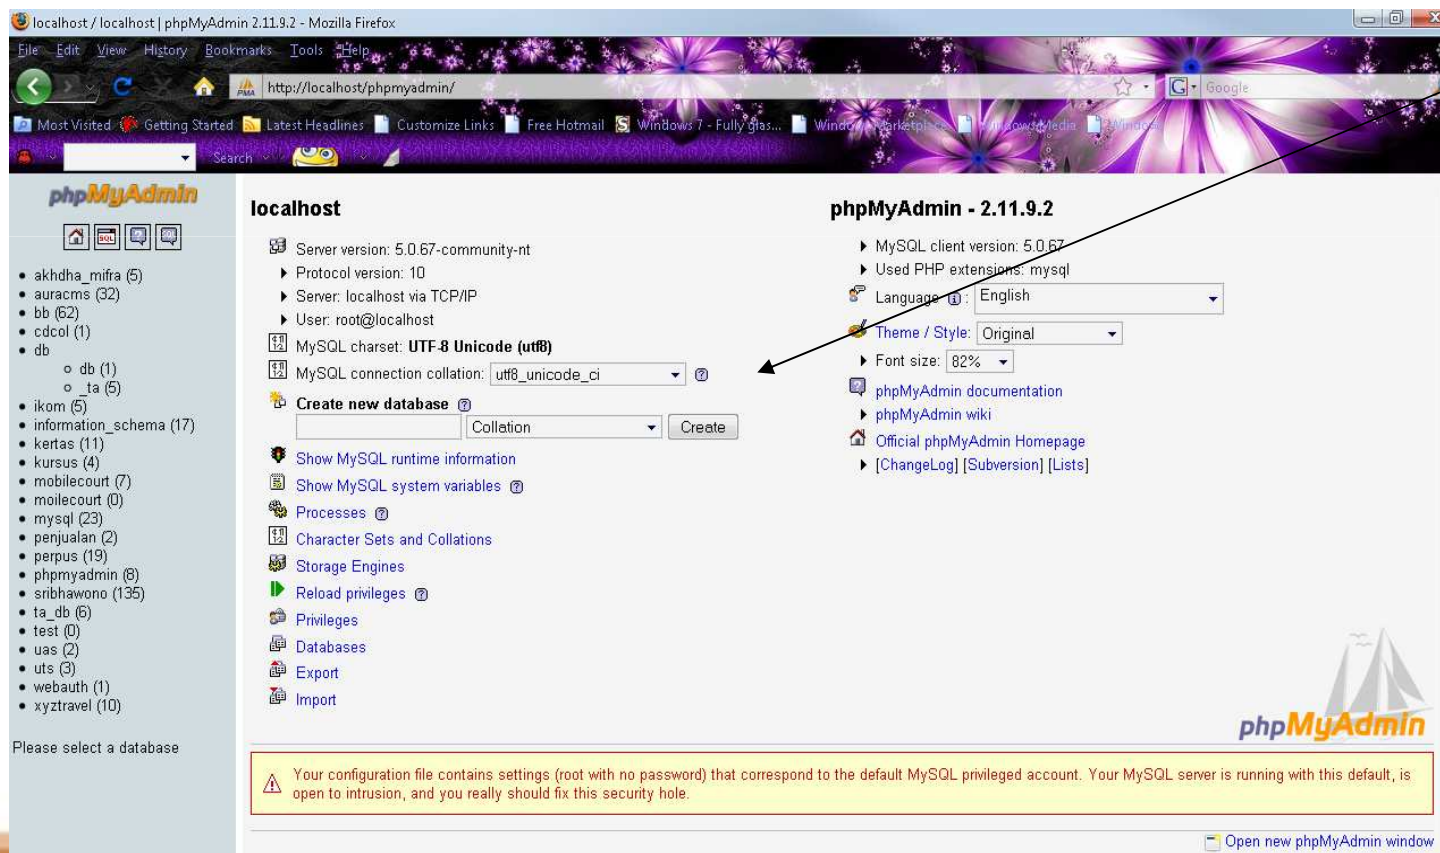 localhost / localhost | phpMyAdmin 2.11.9.2 - Mozilla Firefox
File Edit View History Bookmarks Tools Help
http://localhost/phpmyadmin/
Google
Most Visited Getting Started Latest Headlines Customize Links Free Hotmail Windows 7 - Fully glas... Windows Marketplace Windows Media Windows
Search
phpMyAdmin
akhdha_mifra (5)
auracms (32)
bb (62)
cdcol (1)
db
db (1)
_ta (5)
ikom (5)
information_schema (17)
kertas (11)
kursus (4)
mobilecourt (7)
moilecourt (0)
mysql (23)
penjualan (2)
perpus (19)
phpmyadmin (8)
sribhawono (135)
ta_db (6)
test (0)
uas (2)
uts (3)
webauth (1)
xyztravel (10)
Please select a database
localhost
Server version: 5.0.67-community-nt
Protocol version: 10
Server: localhost via TCP/IP
User: root@localhost
MySQL charset: UTF-8 Unicode (utf8)
MySQL connection collation: utf8_unicode_ci
Create new database
Collation Create
Show MySQL runtime information
Show MySQL system variables
Processes
Character Sets and Collations
Storage Engines
Reload privileges
Privileges
Databases
Export
Import
phpMyAdmin - 2.11.9.2
MySQL client version: 5.0.67
Used PHP extensions: mysql
Language : English
Theme / Style: Original
Font size: 82%
phpMyAdmin documentation
phpMyAdmin wiki
Official phpMyAdmin Homepage
[ChangeLog] [Subversion] [Lists]
phpMyAdmin
Your configuration file contains settings (root with no password) that correspond to the default MySQL privileged account. Your MySQL server is running with this default, is
open to intrusion, and you really should fix this security hole.
Open new phpMyAdmin window